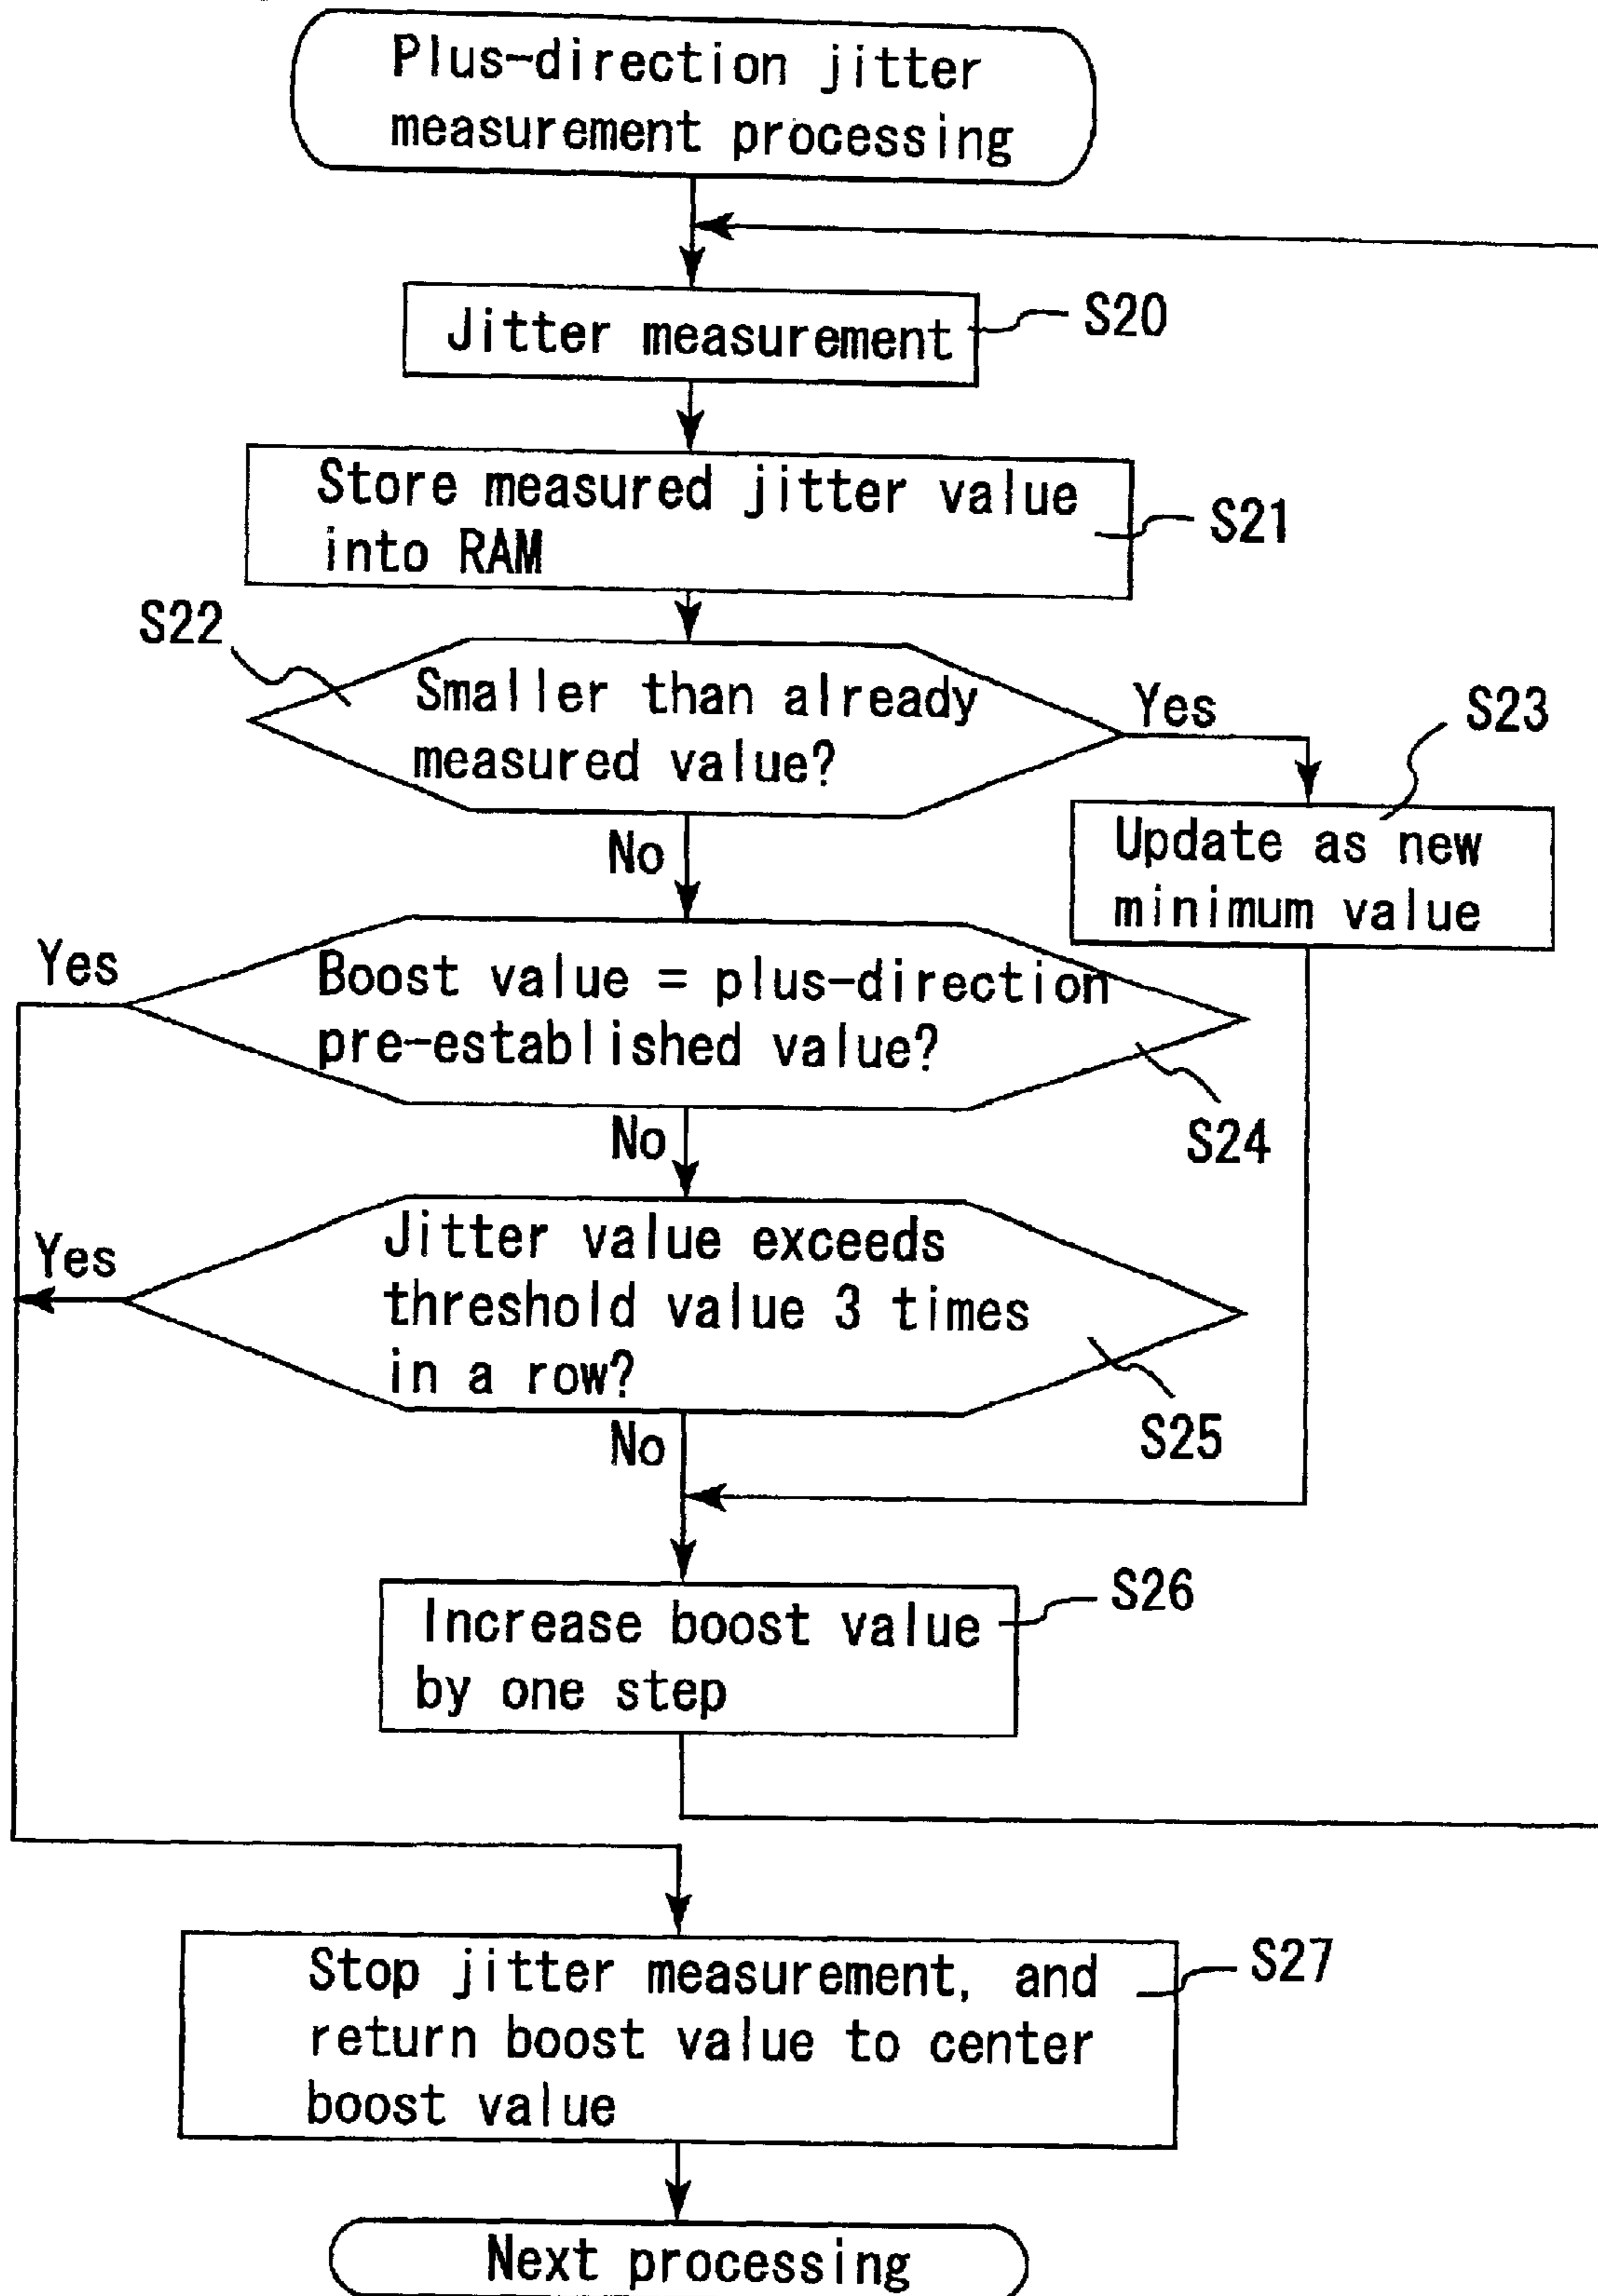 Plus-direction jitter
measurement processing
Jitter measurement
S20
Store measured jitter value
into RAM
S21
S22
Smaller than already
measured value?
Yes
S23
No
Update as new
minimum value
Yes
Boost value = plus-direction
pre-established value?
S24
No
Yes
Jitter value exceeds
threshold value 3 times
in a row?
S25
No
S26
Increase boost value
by one step
Stop jitter measurement, and
return boost value to center
boost value
S27
Next processing